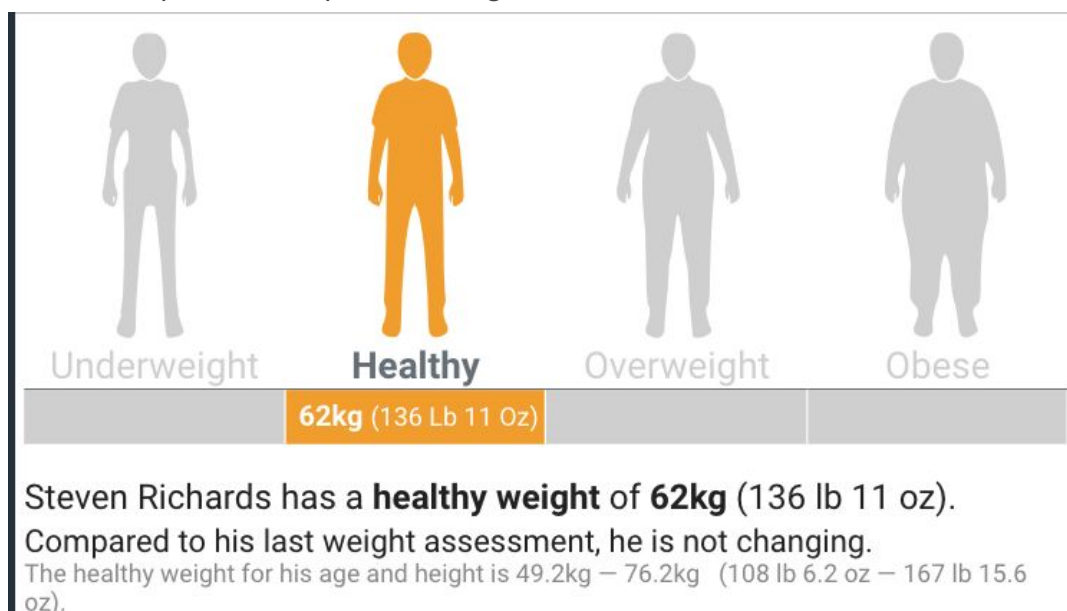 Underweight Healthy Overweight Obese
62kg (136 Lb 11 Oz)
Steven Richards has a healthy weight of 62kg (136 lb 11 oz).
Compared to his last weight assessment, he is not changing.
The healthy weight for his age and height is 49.2kg – 76.2kg (108 lb 6.2 oz – 167 lb 15.6
oz).